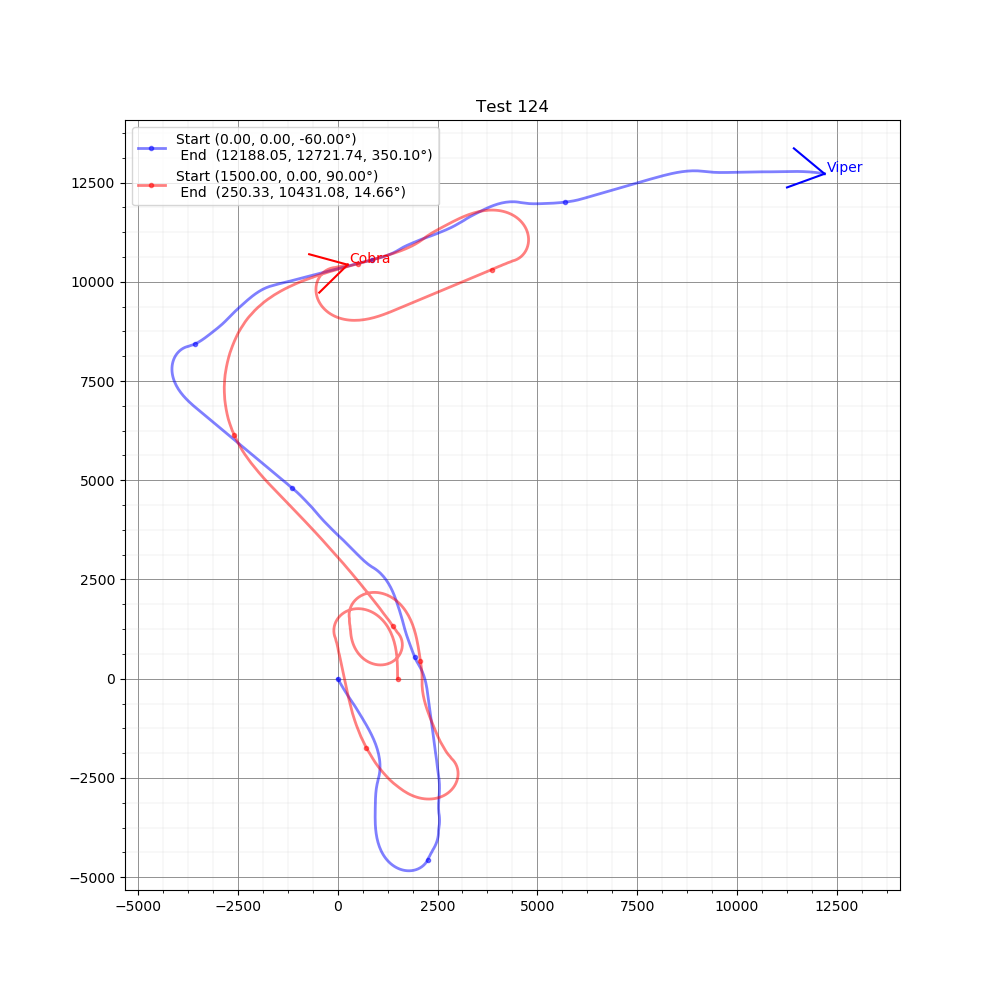 Test 124
Start (0.00, 0.00, -60.00°)
End (12188.05, 12721.74, 350.10°)
Start (1500.00, 0.00, 90.00°)
End (250.33, 10431.08, 14.66°)
Viper
Cobra
12500
10000
7500
5000
2500
0
−2500
−5000
−5000 −2500 0 2500 5000 7500 10000 12500